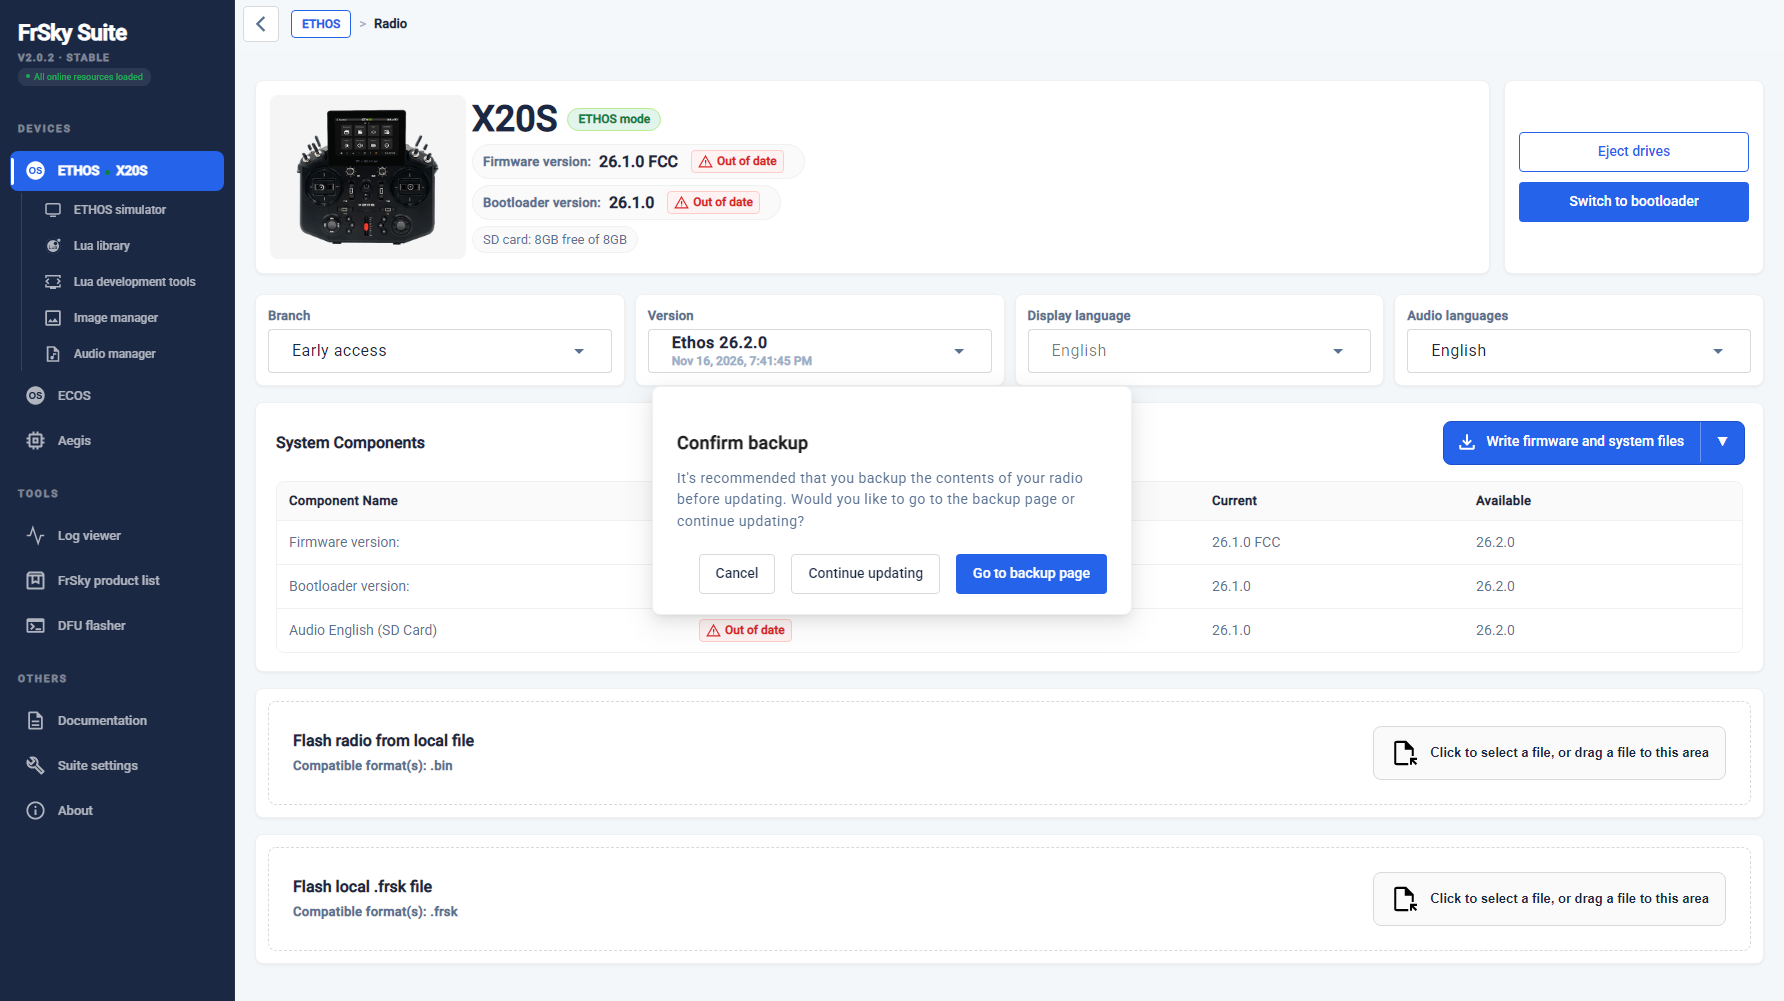 FrSky Suite
V2.0.2 · STABLE
• All online resources loaded
DEVICES
ETHOS • X20S
ETHOS simulator
Lua library
Lua development tools
Image manager
Audio manager
ECOS
Aegis
TOOLS
Log viewer
FrSky product list
DFU flasher
OTHERS
Documentation
Suite settings
About
ETHOS > Radio
X20S ETHOS mode
Firmware version: 26.1.0 FCC Out of date
Bootloader version: 26.1.0 Out of date
SD card: 8GB free of 8GB
Eject drives
Switch to bootloader
Branch
Early access
Version
Ethos 26.2.0
Nov 16, 2026, 7:41:45 PM
Display language
English
Audio languages
English
System Components
Write firmware and system files ▼
Component Name Current Available
Firmware version: 26.1.0 FCC 26.2.0
Bootloader version: 26.1.0 26.2.0
Audio English (SD Card) Out of date 26.1.0 26.2.0
Confirm backup
It's recommended that you backup the contents of your radio
before updating. Would you like to go to the backup page or
continue updating?
Cancel
Continue updating
Go to backup page
Flash radio from local file
Compatible format(s): .bin
Click to select a file, or drag a file to this area
Flash local .frsk file
Compatible format(s): .frsk
Click to select a file, or drag a file to this area